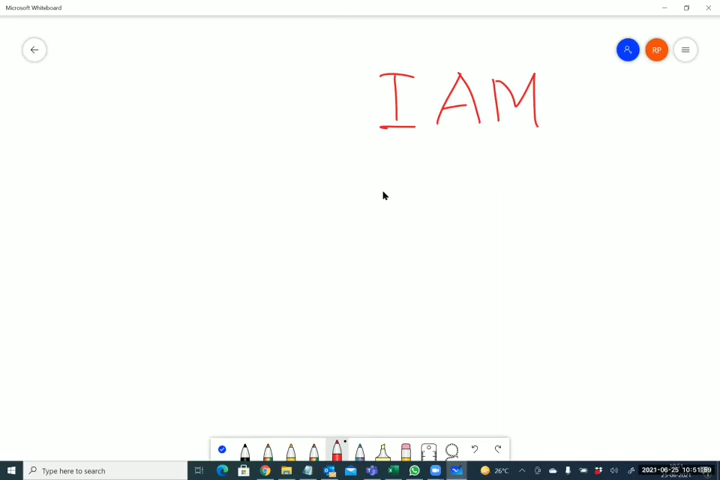 Microsoft Whiteboard
RP
I AM
Type here to search
26°C
2021-06-25 10:51:59